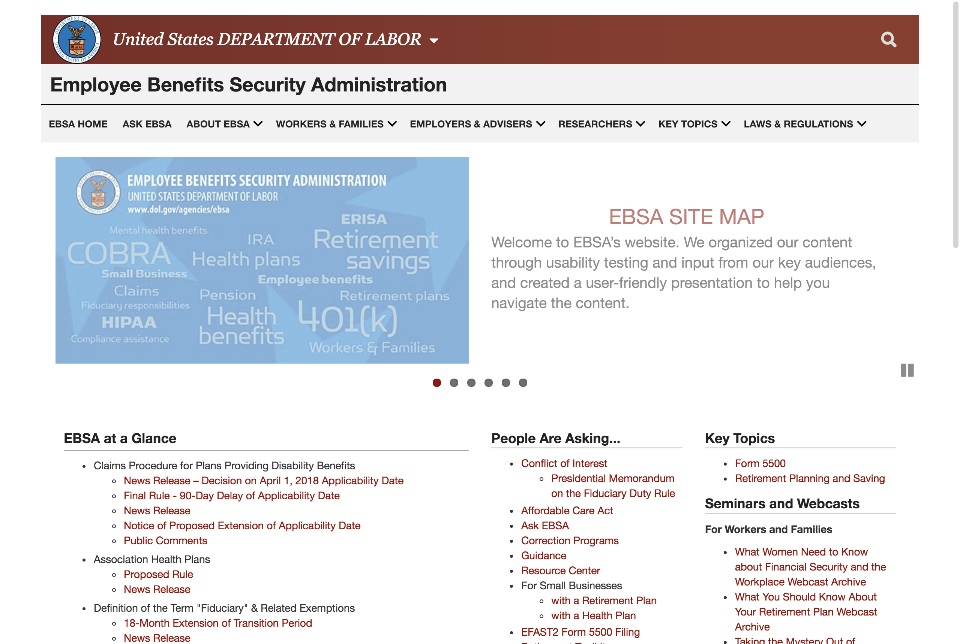 United States DEPARTMENT OF LABOR
Employee Benefits Security Administration
EBSA HOME ASK EBSA ABOUT EBSA WORKERS & FAMILIES EMPLOYERS & ADVISERS RESEARCHERS KEY TOPICS LAWS & REGULATIONS
EMPLOYEE BENEFITS SECURITY ADMINISTRATION
UNITED STATES DEPARTMENT OF LABOR
www.dol.gov/agencies/ebsa
ERISA
Mental health benefits
IRA
Retirement
COBRA
Health plans
savings
Small Business
Employee benefits
Claims
Pension
Retirement plans
Fiduciary responsibilities
HIPAA
Health
401(k)
Compliance assistance
benefits
Workers & Families
EBSA SITE MAP
Welcome to EBSA's website. We organized our content
through usability testing and input from our key audiences,
and created a user-friendly presentation to help you
navigate the content.
EBSA at a Glance
Claims Procedure for Plans Providing Disability Benefits
News Release – Decision on April 1, 2018 Applicability Date
Final Rule - 90-Day Delay of Applicability Date
News Release
Notice of Proposed Extension of Applicability Date
Public Comments
Association Health Plans
Proposed Rule
News Release
Definition of the Term "Fiduciary" & Related Exemptions
18-Month Extension of Transition Period
News Release
People Are Asking...
Conflict of Interest
Presidential Memorandum
on the Fiduciary Duty Rule
Affordable Care Act
Ask EBSA
Correction Programs
Guidance
Resource Center
For Small Businesses
with a Retirement Plan
with a Health Plan
EFAST2 Form 5500 Filing
Key Topics
Form 5500
Retirement Planning and Saving
Seminars and Webcasts
For Workers and Families
What Women Need to Know
about Financial Security and the
Workplace Webcast Archive
What You Should Know About
Your Retirement Plan Webcast
Archive
Taking the Mystery Out of